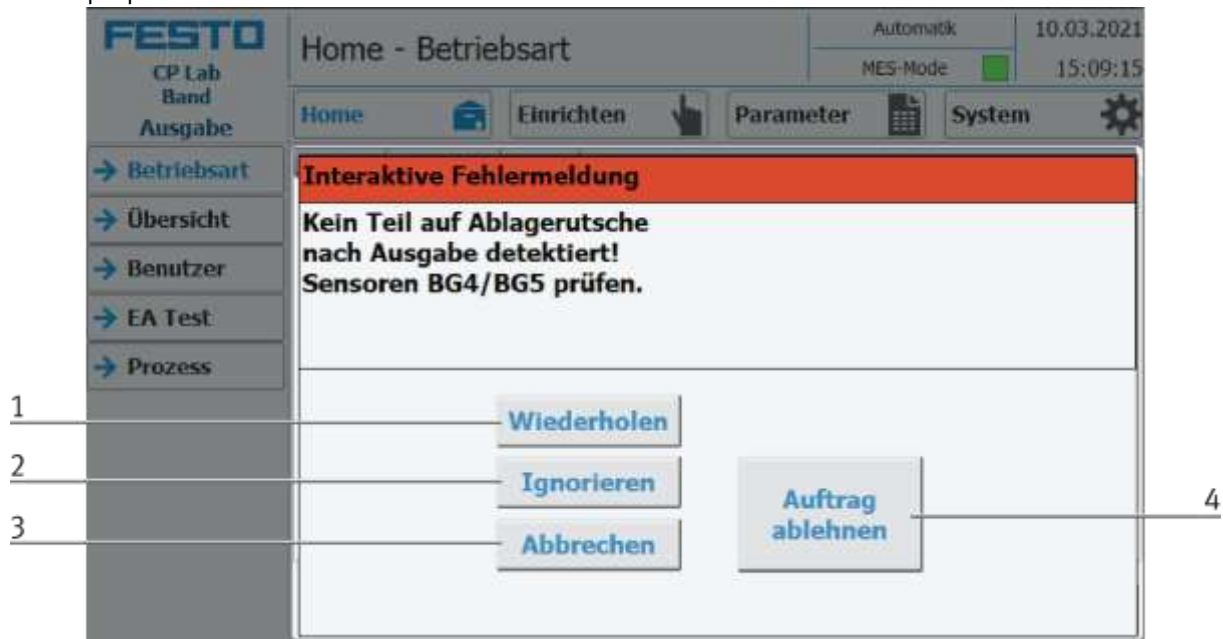 FESTO
CP Lab
Band
Ausgabe
Home - Betriebsart
Automatik
MES-Mode
10.03.2021
15:09:15
Home
Einrichten
Parameter
System
Betriebsart
Übersicht
Benutzer
EA Test
Prozess
Interaktive Fehlermeldung
Kein Teil auf Ablagerutsche
nach Ausgabe detektiert!
Sensoren BG4/BG5 prüfen.
1
Wiederholen
2
Ignorieren
3
Abbrechen
Auftrag
ablehnen
4